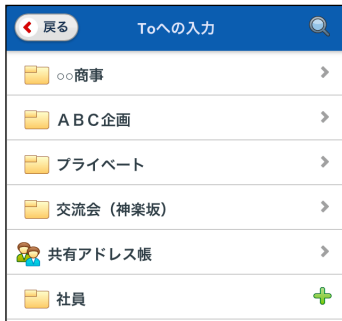 戻る
Toへの入力
○○商事
ＡＢＣ企画
プライベート
交流会（神楽坂）
共有アドレス帳
社員